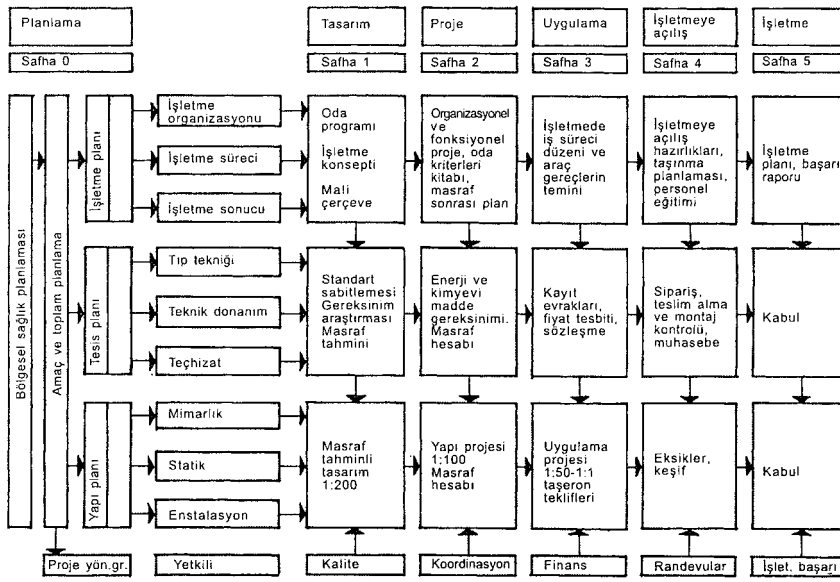 Planlama
Tasarım
Proje
Uygulama
İşletmeye
açılış
İşletme
Safha 0
Safha 1
Safha 2
Safha 3
Safha 4
Safha 5
Bölgesel sağlık planlaması
Amaç ve toplam planlama
İşletme planı
İşletme
organizasyonu
İşletme süreci
İşletme sonucu
Oda
programı
İşletme
konsepti
Mali
çerçeve
Organizasyonel
ve
fonksiyonel
proje, oda
kriterleri
kitabı,
masraf
sonrası plan
İşletmede
iş süreci
düzeni ve
araç
gereçlerin
temini
İşletmeye
açılış
hazırlıkları,
taşınma
planlaması,
personel
eğitimi
İşletme
planı, başarı
raporu
Tesis planı
Tıp tekniği
Teknik donanım
Teçhizat
Standart
sabitlemesi
Gereksinim
araştırması
Masraf
tahmini
Enerji ve
kimyevi
madde
gereksinimi.
Masraf
hesabı
Kayıt
evrakları,
fiyat tesbiti,
sözleşme
Sipariş,
teslim alma
ve montaj
kontrolü,
muhasebe
Kabul
Yapı planı
Mimarlık
Statik
Enstalasyon
Masraf
tahminli
tasarım
1:200
Yapı projesi
1:100
Masraf
hesabı
Uygulama
projesi
1:50-1:1
taşeron
teklifleri
Eksikler,
keşif
Kabul
Proje yön.gr.
Yetkili
Kalite
Koordinasyon
Finans
Randevular
İşlet. başarı